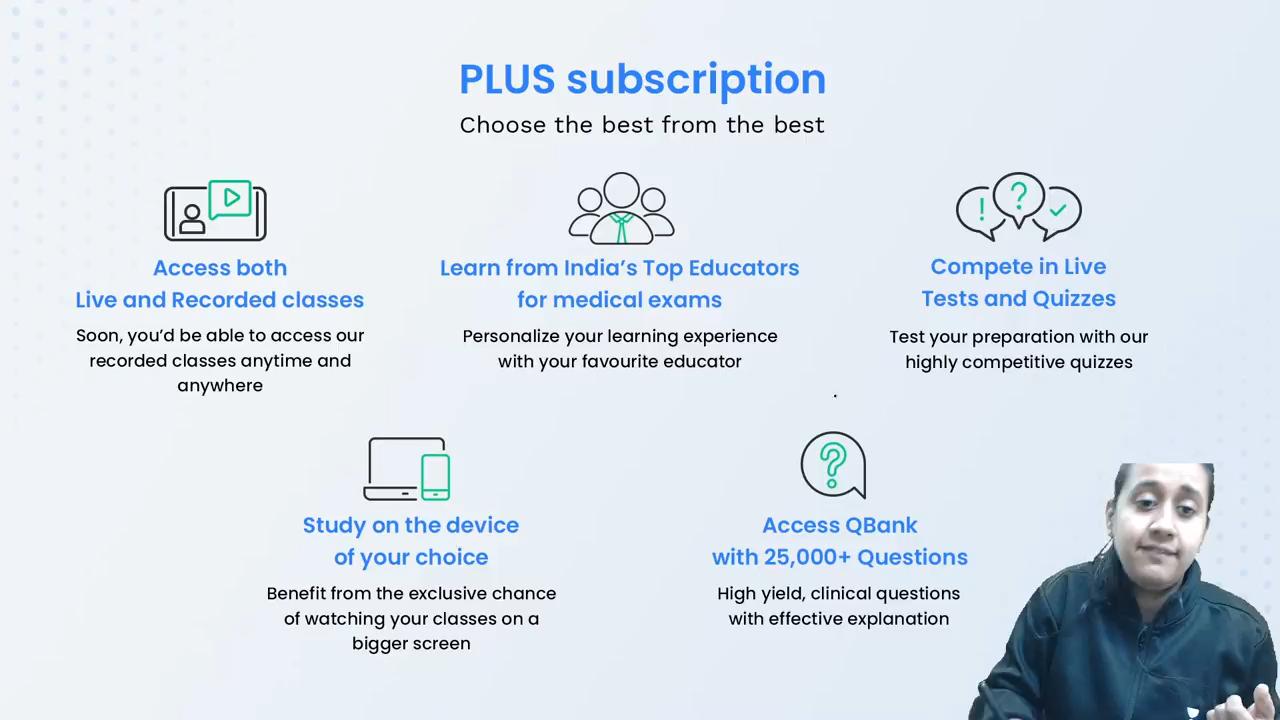 PLUS subscription
Choose the best from the best
Access both
Live and Recorded classes
Soon, you’d be able to access our
recorded classes anytime and
anywhere
Learn from India’s Top Educators
for medical exams
Personalize your learning experience
with your favourite educator
Compete in Live
Tests and Quizzes
Test your preparation with our
highly competitive quizzes
Study on the device
of your choice
Benefit from the exclusive chance
of watching your classes on a
bigger screen
Access QBank
with 25,000+ Questions
High yield, clinical questions
with effective explanation